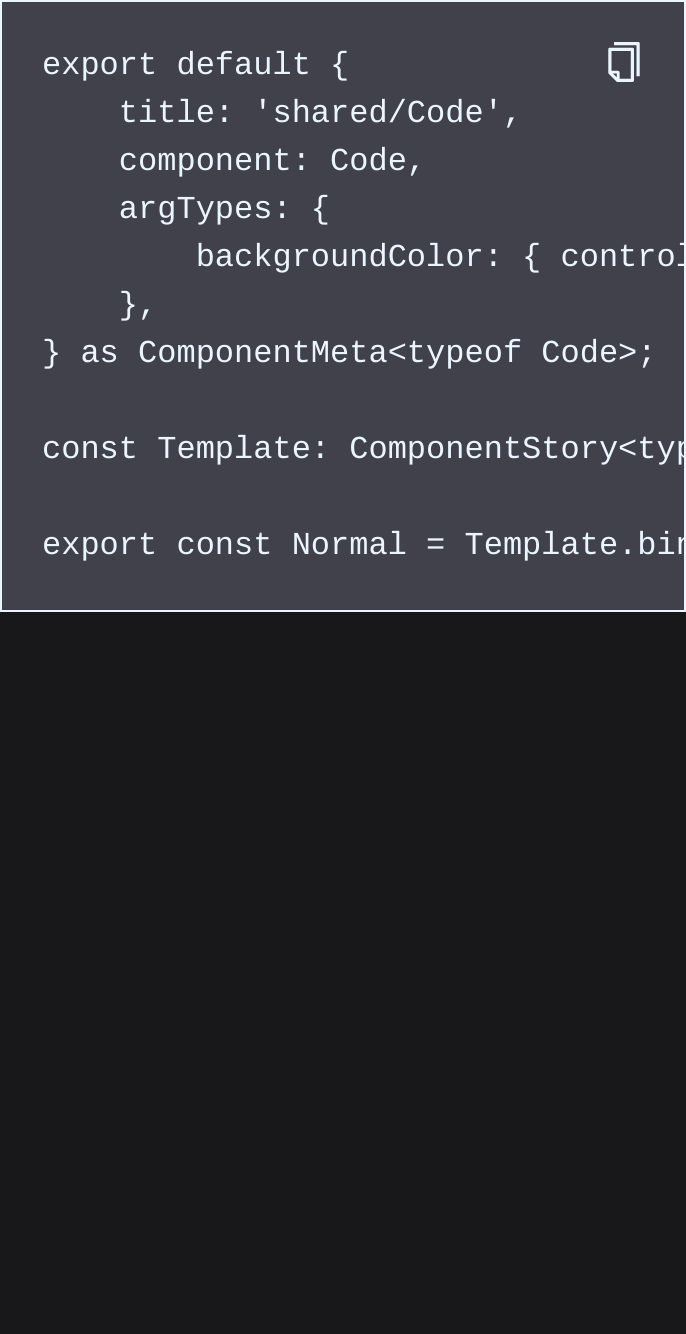 export default {
    title: 'shared/Code',
    component: Code,
    argTypes: {
        backgroundColor: { control
    },
} as ComponentMeta<typeof Code>;
const Template: ComponentStory<typ
export const Normal = Template.bin